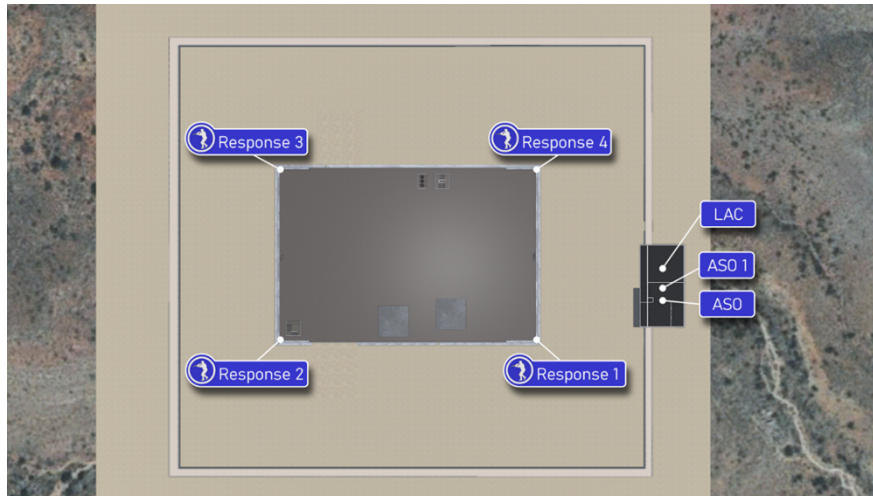 Response 3
Response 4
LAC
ASO 1
ASO
Response 2
Response 1